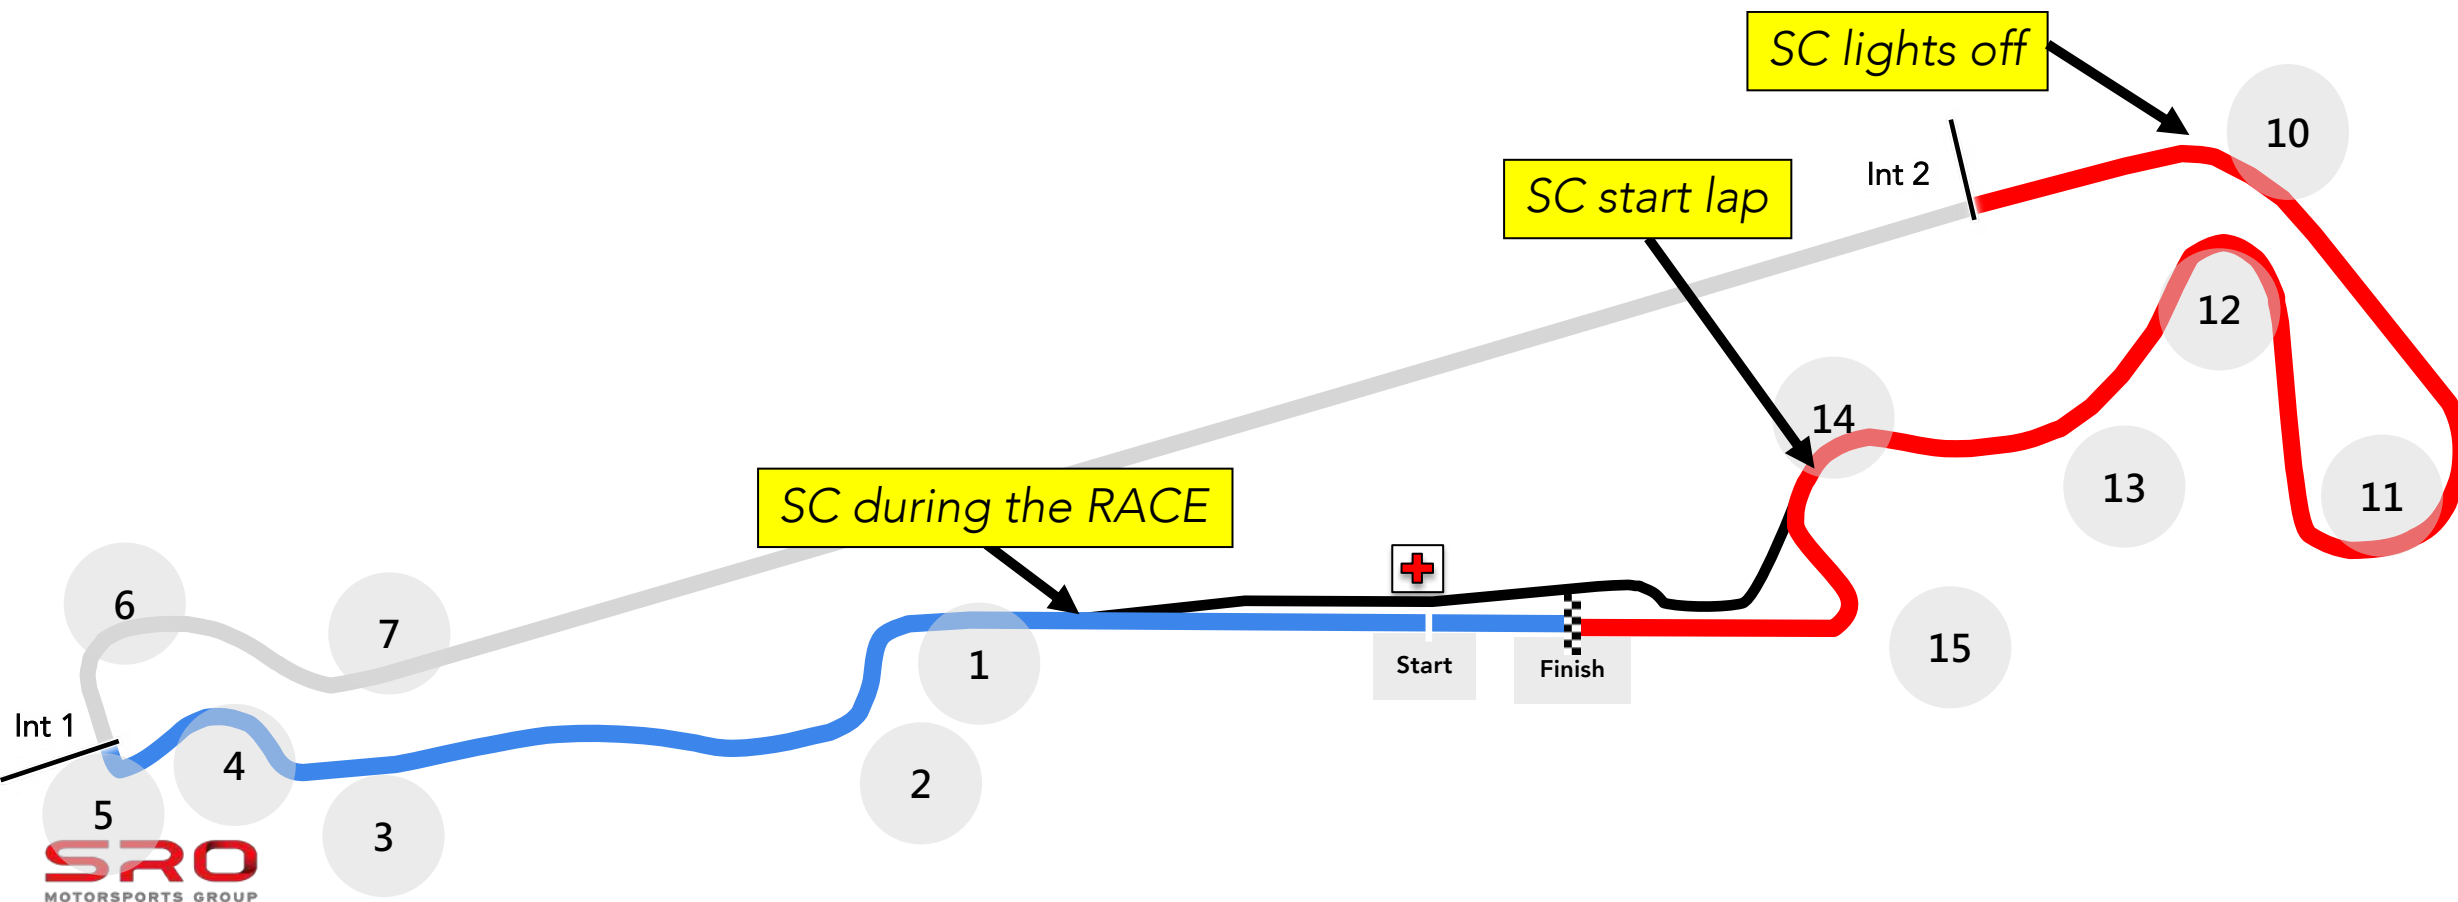 SC lights off
10
Int 2
SC start lap
12
14
SC during the RACE
13
11
6
7
15
1
Start
Finish
Int 1
4
2
5
3
SRO
MOTORSPORTS GROUP